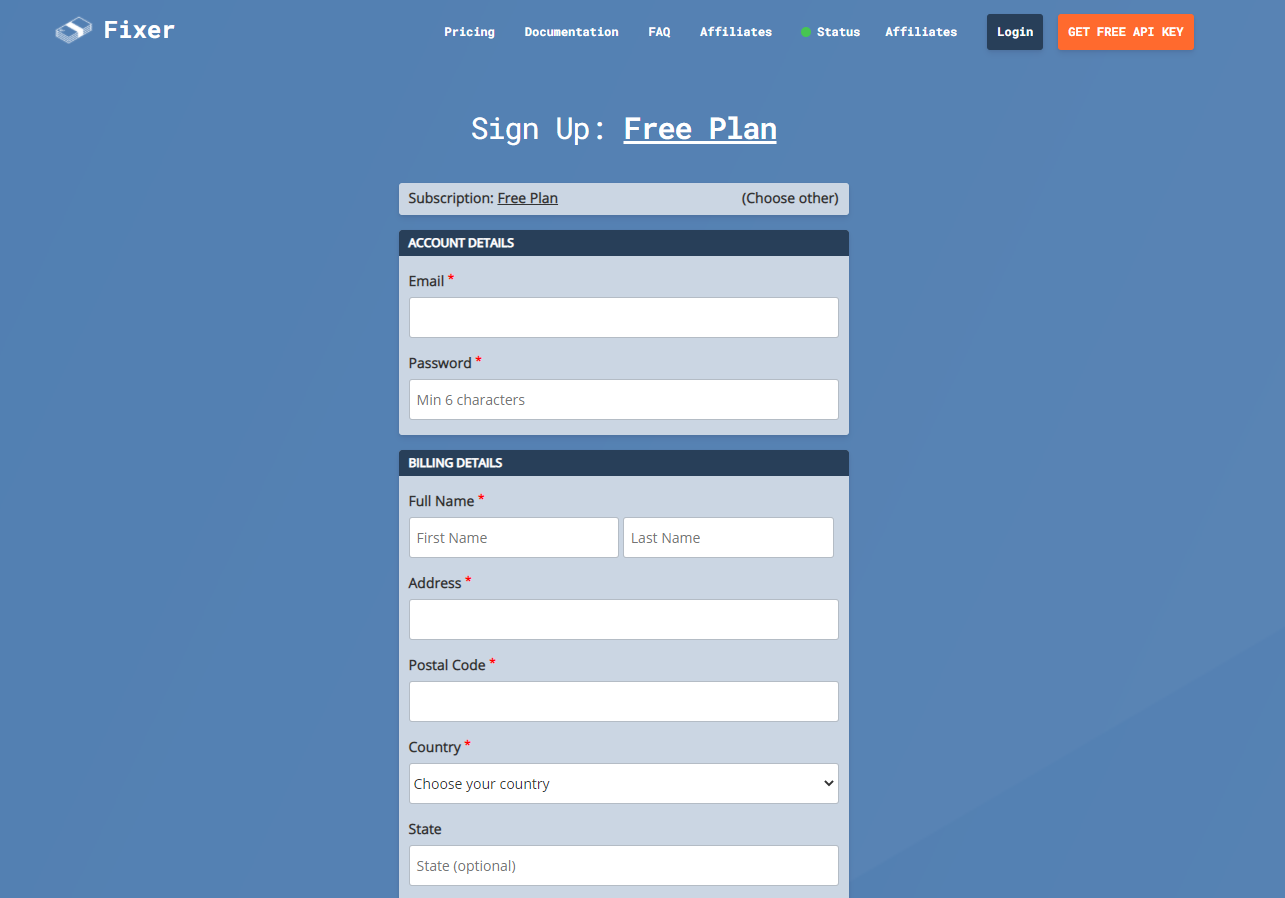 Fixer
Pricing Documentation FAQ Affiliates Status Affiliates Login GET FREE API KEY
Sign Up: Free Plan
Subscription: Free Plan (Choose other)
ACCOUNT DETAILS
Email *
Password *
Min 6 characters
BILLING DETAILS
Full Name *
First Name Last Name
Address *
Postal Code *
Country *
Choose your country
State
State (optional)